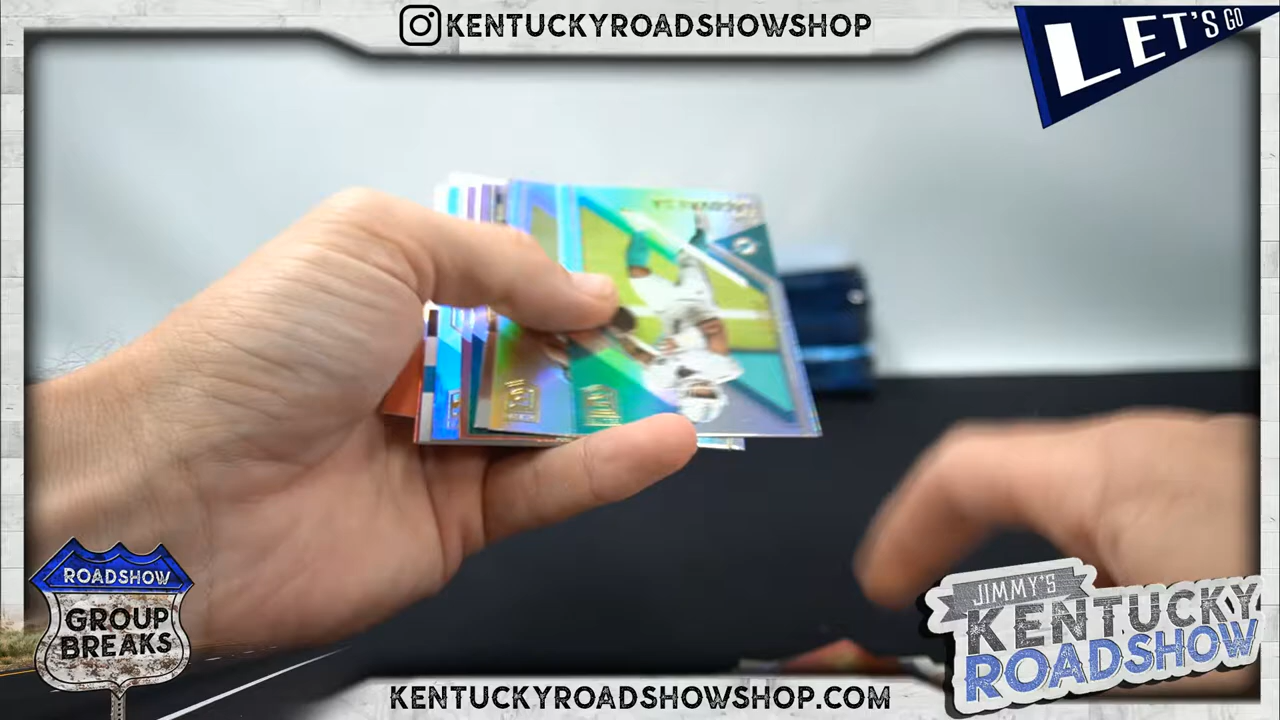 KENTUCKYROADSHOWSHOP
LET'S GO
ROADSHOW
GROUP
BREAKS
JIMMY'S
KENTUCKY
ROADSHOW
KENTUCKYROADSHOWSHOP.COM